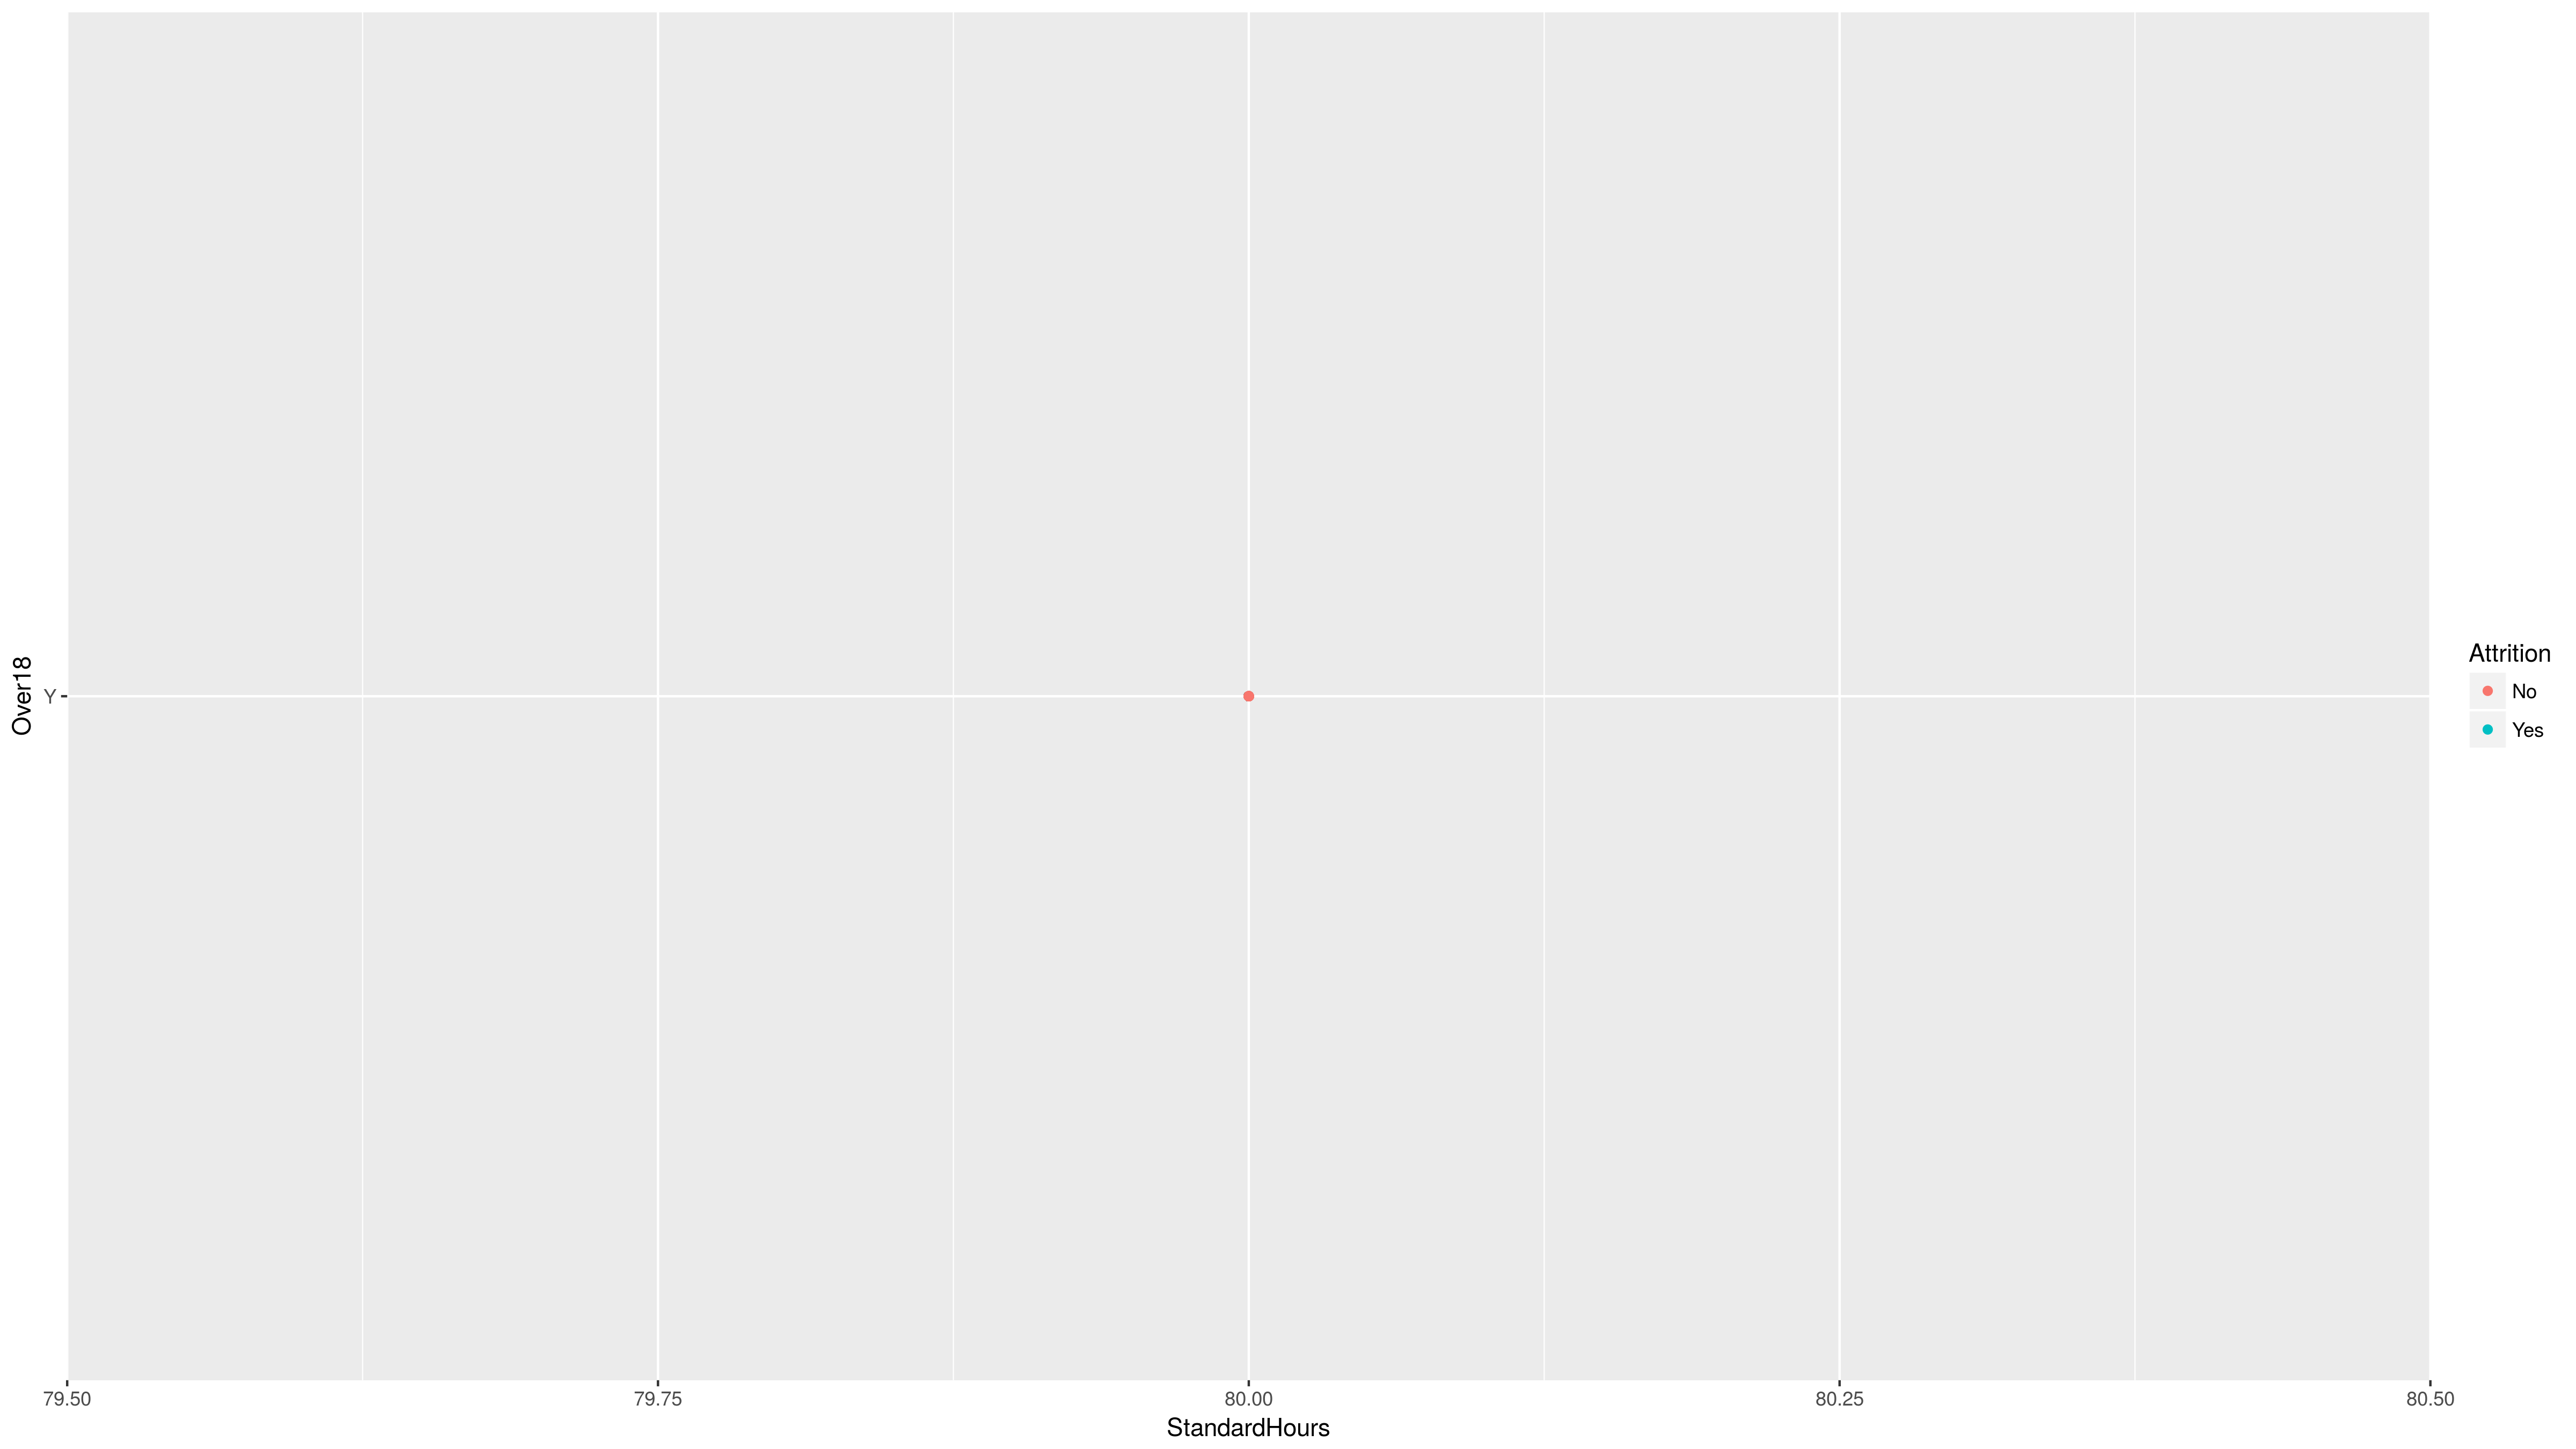 Over18
Y
79.50
79.75
80.00
80.25
80.50
StandardHours
Attrition
No
Yes